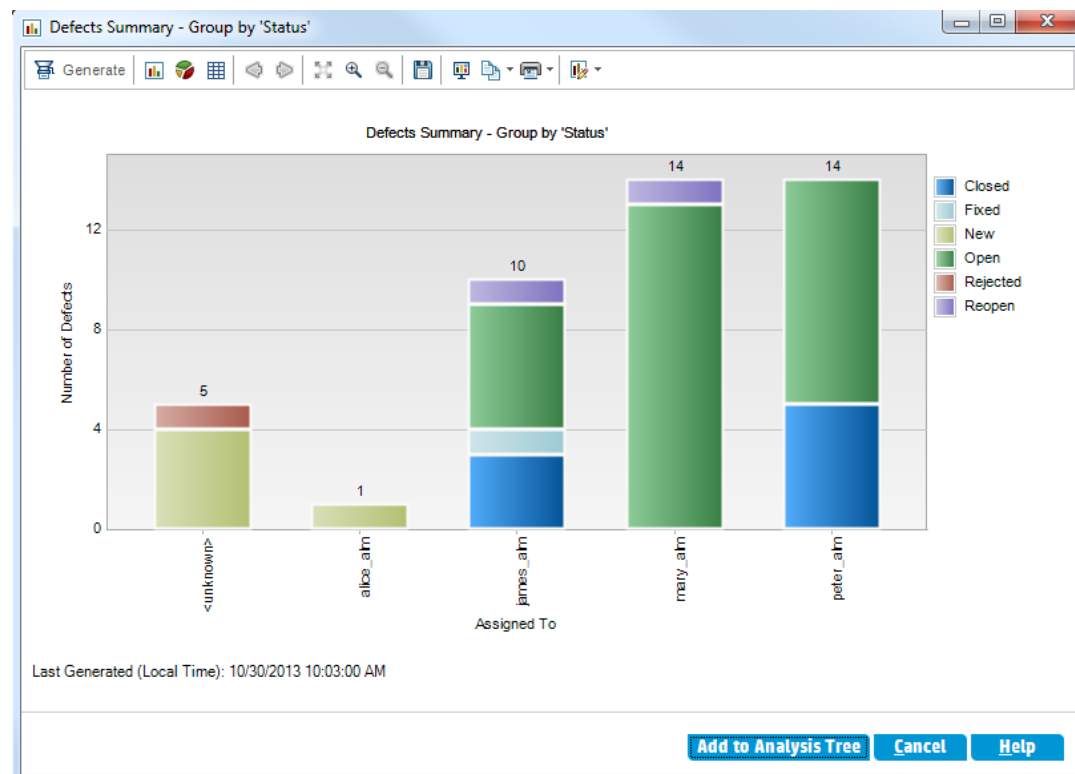 Defects Summary - Group by 'Status'
Generate
Defects Summary - Group by 'Status'
Number of Defects
12
8
4
0
5
1
10
14
14
<unknown>
alice_alm
james_alm
mary_alm
peter_alm
Assigned To
Closed
Fixed
New
Open
Rejected
Reopen
Last Generated (Local Time): 10/30/2013 10:03:00 AM
Add to Analysis Tree
Cancel
Help